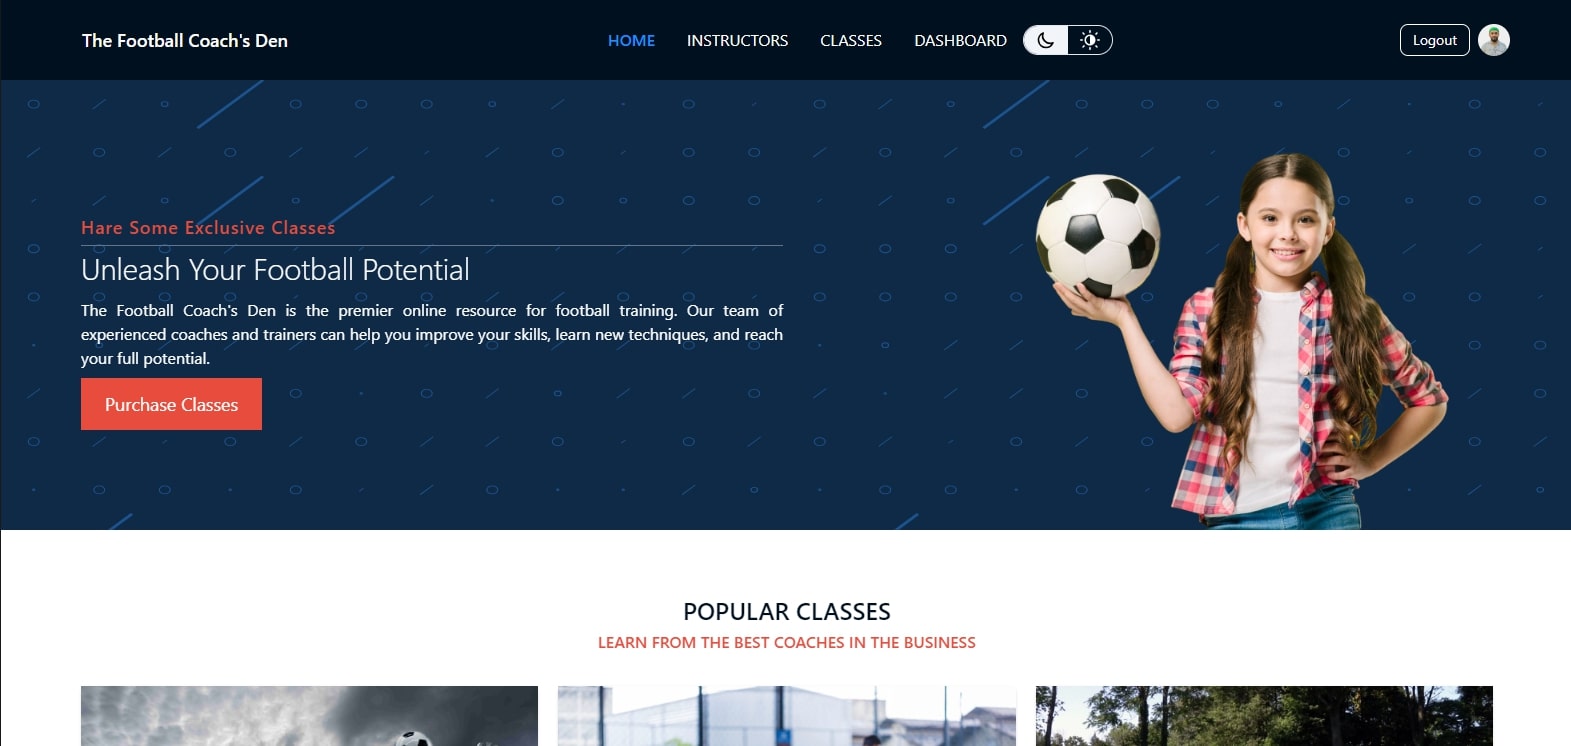 The Football Coach's Den
HOME INSTRUCTORS CLASSES DASHBOARD
Logout
Hare Some Exclusive Classes
Unleash Your Football Potential
The Football Coach's Den is the premier online resource for football training. Our team of
experienced coaches and trainers can help you improve your skills, learn new techniques, and reach
your full potential.
Purchase Classes
POPULAR CLASSES
LEARN FROM THE BEST COACHES IN THE BUSINESS